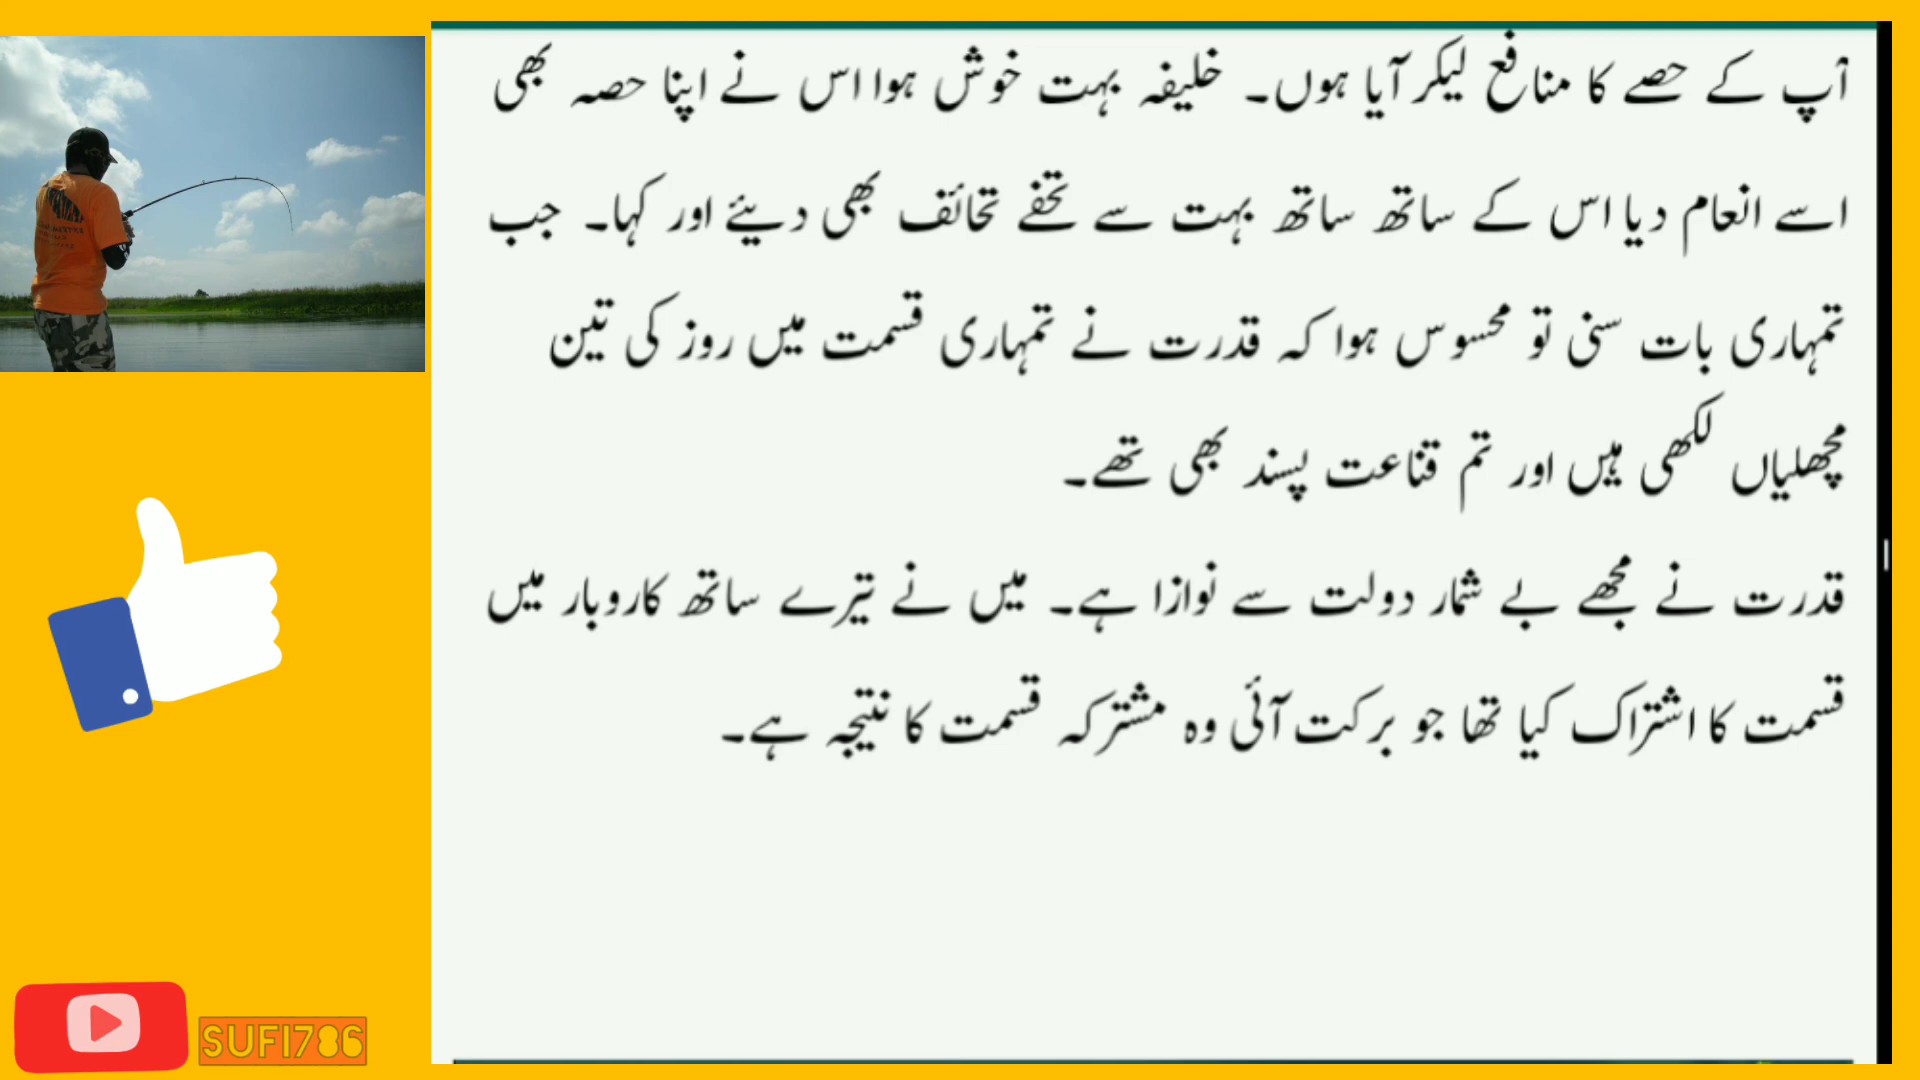 آپ کے حصے کا منافع لیکر آیا ہوں۔ خلیفہ بہت خوش ہوا اس نے اپنا حصہ بھی
اسے انعام دیا اس کے ساتھ ساتھ بہت سے تحفے تحائف بھی دیئے اور کہا۔ جب
تمہاری بات سنی تو محسوس ہوا کہ قدرت نے تمہاری قسمت میں روز کی تین
مچھلیاں لکھی ہیں اور تم قناعت پسند بھی تھے۔
قدرت نے مجھے بے شمار دولت سے نوازا ہے۔ میں نے تیرے ساتھ کاروبار میں
قسمت کا اشتراک کیا تھا جو برکت آئی وہ مشترکہ قسمت کا نتیجہ ہے۔
SUFI786